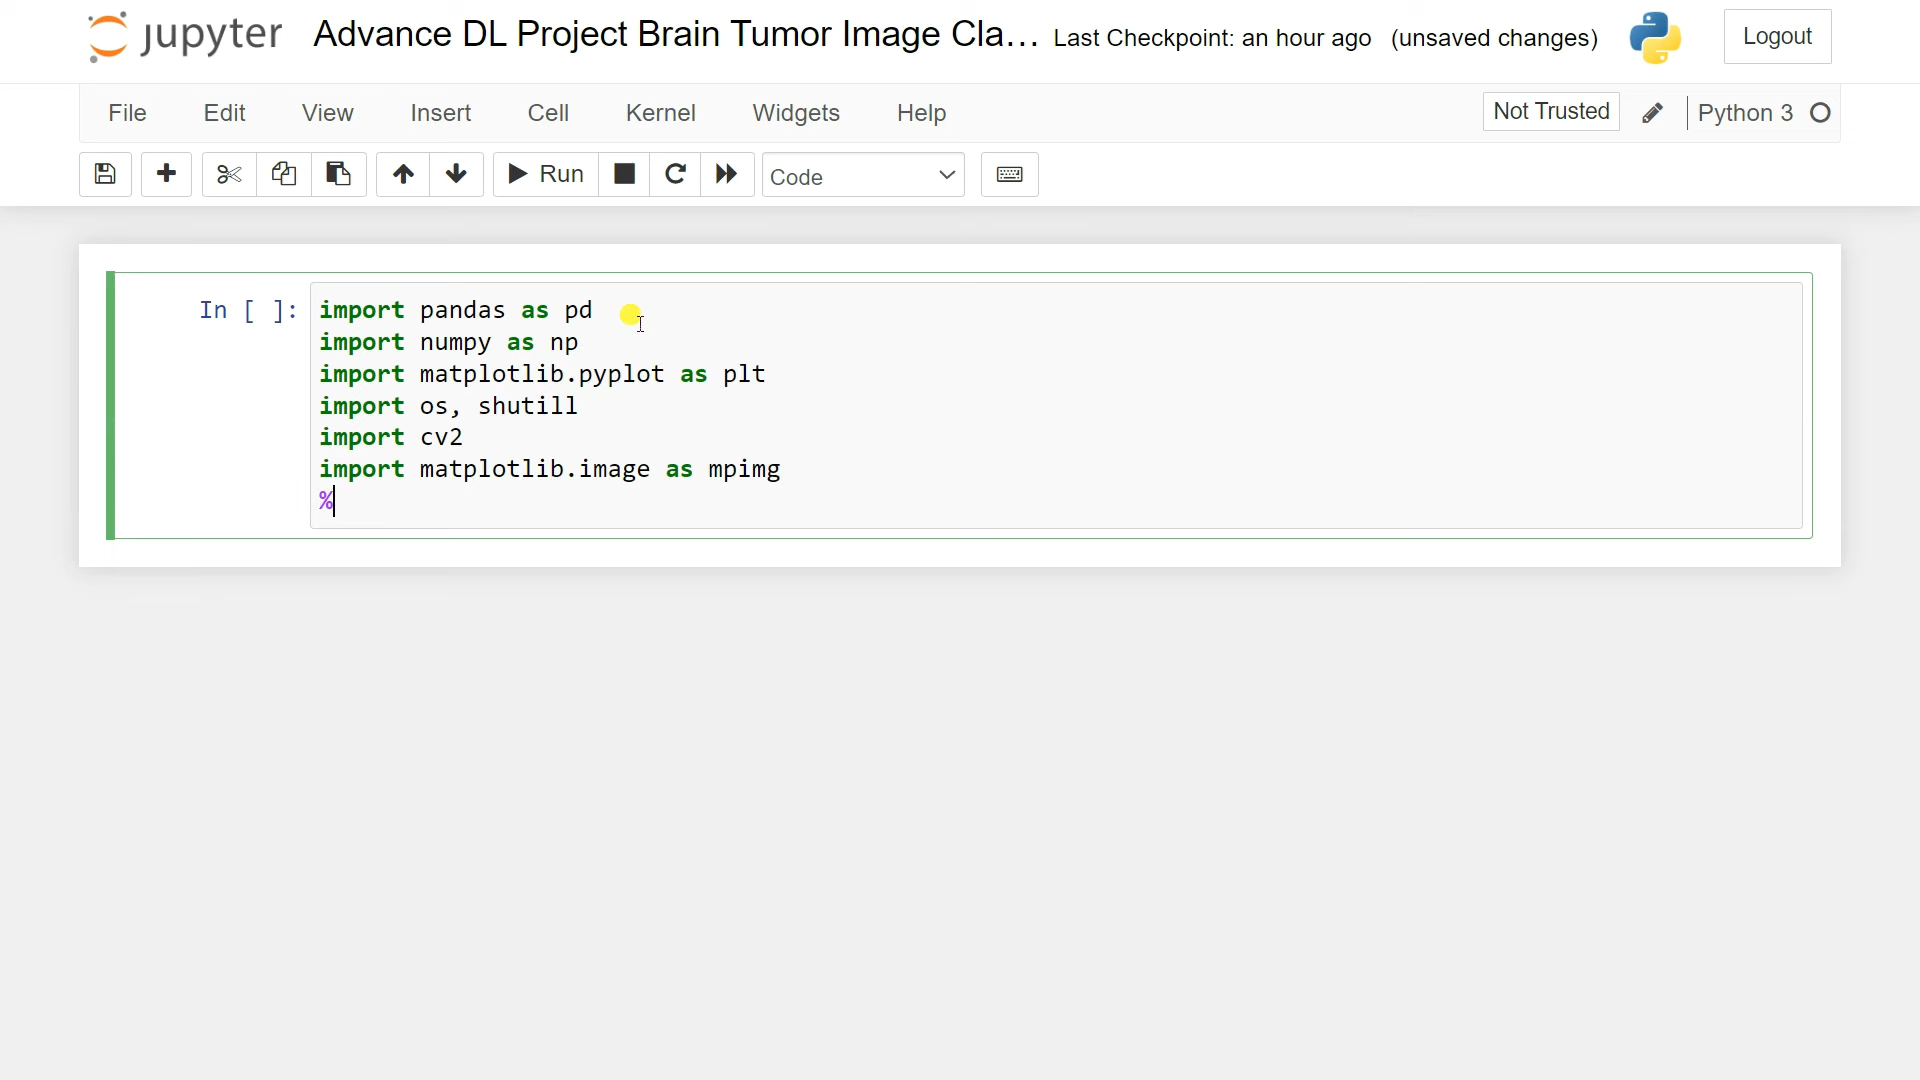 jupyter Advance DL Project Brain Tumor Image Cla... Last Checkpoint: an hour ago (unsaved changes) Logout
File Edit View Insert Cell Kernel Widgets Help Not Trusted Python 3
Run Code
In [ ]: import pandas as pd
import numpy as np
import matplotlib.pyplot as plt
import os, shutill
import cv2
import matplotlib.image as mpimg
%